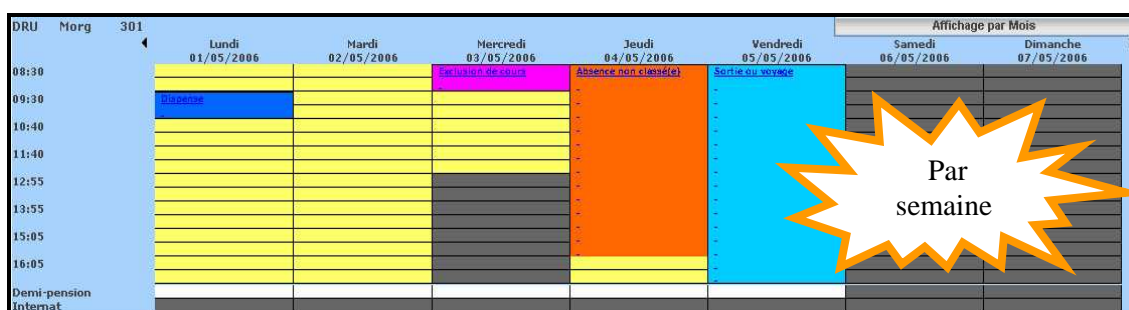 DRU Morg 301
Affichage par Mois
Lundi Mardi Mercredi Jeudi Vendredi Samedi Dimanche
01/05/2006 02/05/2006 03/05/2006 04/05/2006 05/05/2006 06/05/2006 07/05/2006
08:30 Exclusion de cours Absence non classé(e) Sortie ou voyage
09:30 Dispense
10:40
11:40
12:55
13:55
15:05
16:05
Par
semaine
Demi-pension
Internat